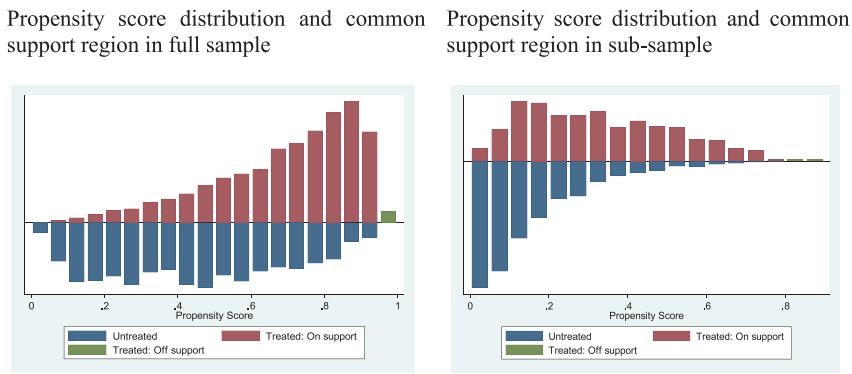 Propensity score distribution and common
support region in full sample
0 .2 .4 .6 .8 1
Propensity Score
Untreated Treated: On support
Treated: Off support
Propensity score distribution and common
support region in sub-sample
0 .2 .4 .6 .8
Propensity Score
Untreated Treated: On support
Treated: Off support